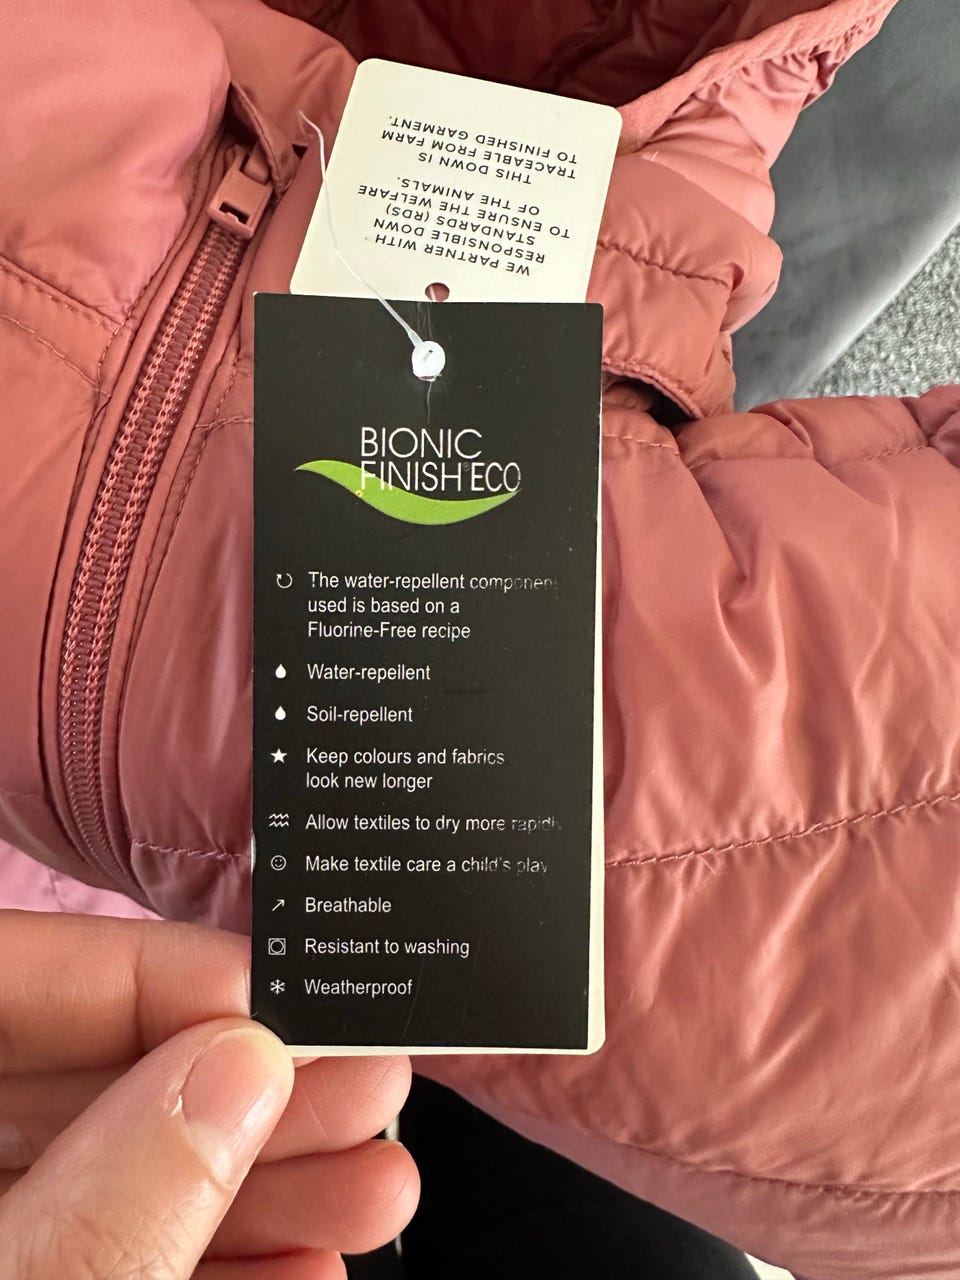 WE PARTNER WITH
RESPONSIBLE DOWN
STANDARDS (RDS)
TO ENSURE THE WELFARE
OF THE ANIMALS.
THIS DOWN IS
TRACEABLE FROM FARM
TO FINISHED GARMENT.
BIONIC
FINISH® ECO
The water-repellent component
used is based on a
Fluorine-Free recipe
Water-repellent
Soil-repellent
Keep colours and fabrics
look new longer
Allow textiles to dry more rapidly
Make textile care a child's play
Breathable
Resistant to washing
Weatherproof